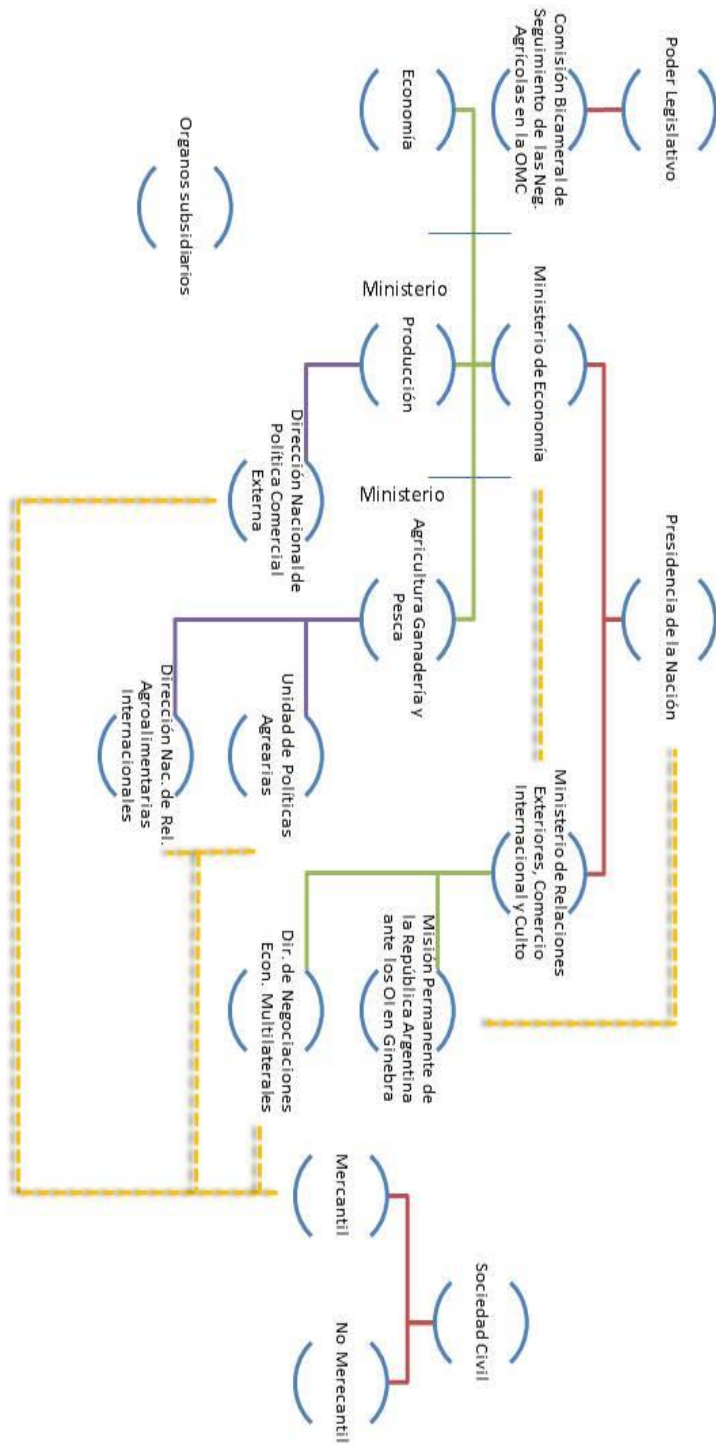 Poder Legislativo
Comisión Bicameral de
Seguimiento de las Neg.
Agrícolas en la OMC
Presidencia de la Nación
Ministerio de Economía
Ministerio de Relaciones
Exteriores, Comercio
Internacional y Culto
Economía
Ministerio
Producción
Ministerio
Agricultura Ganadería y
Pesca
Misión Permanente de
la República Argentina
ante los OI en Ginebra
Dirección Nacional de
Política Comercial
Externa
Unidad de Políticas
Agrearias
Dir. de Negociaciones
Econ. Multilaterales
Dirección Nac. de Rel.
Agroalimentarias
Internacionales
Organos subsidiarios
Sociedad Civil
Mercantil
No Merecantil